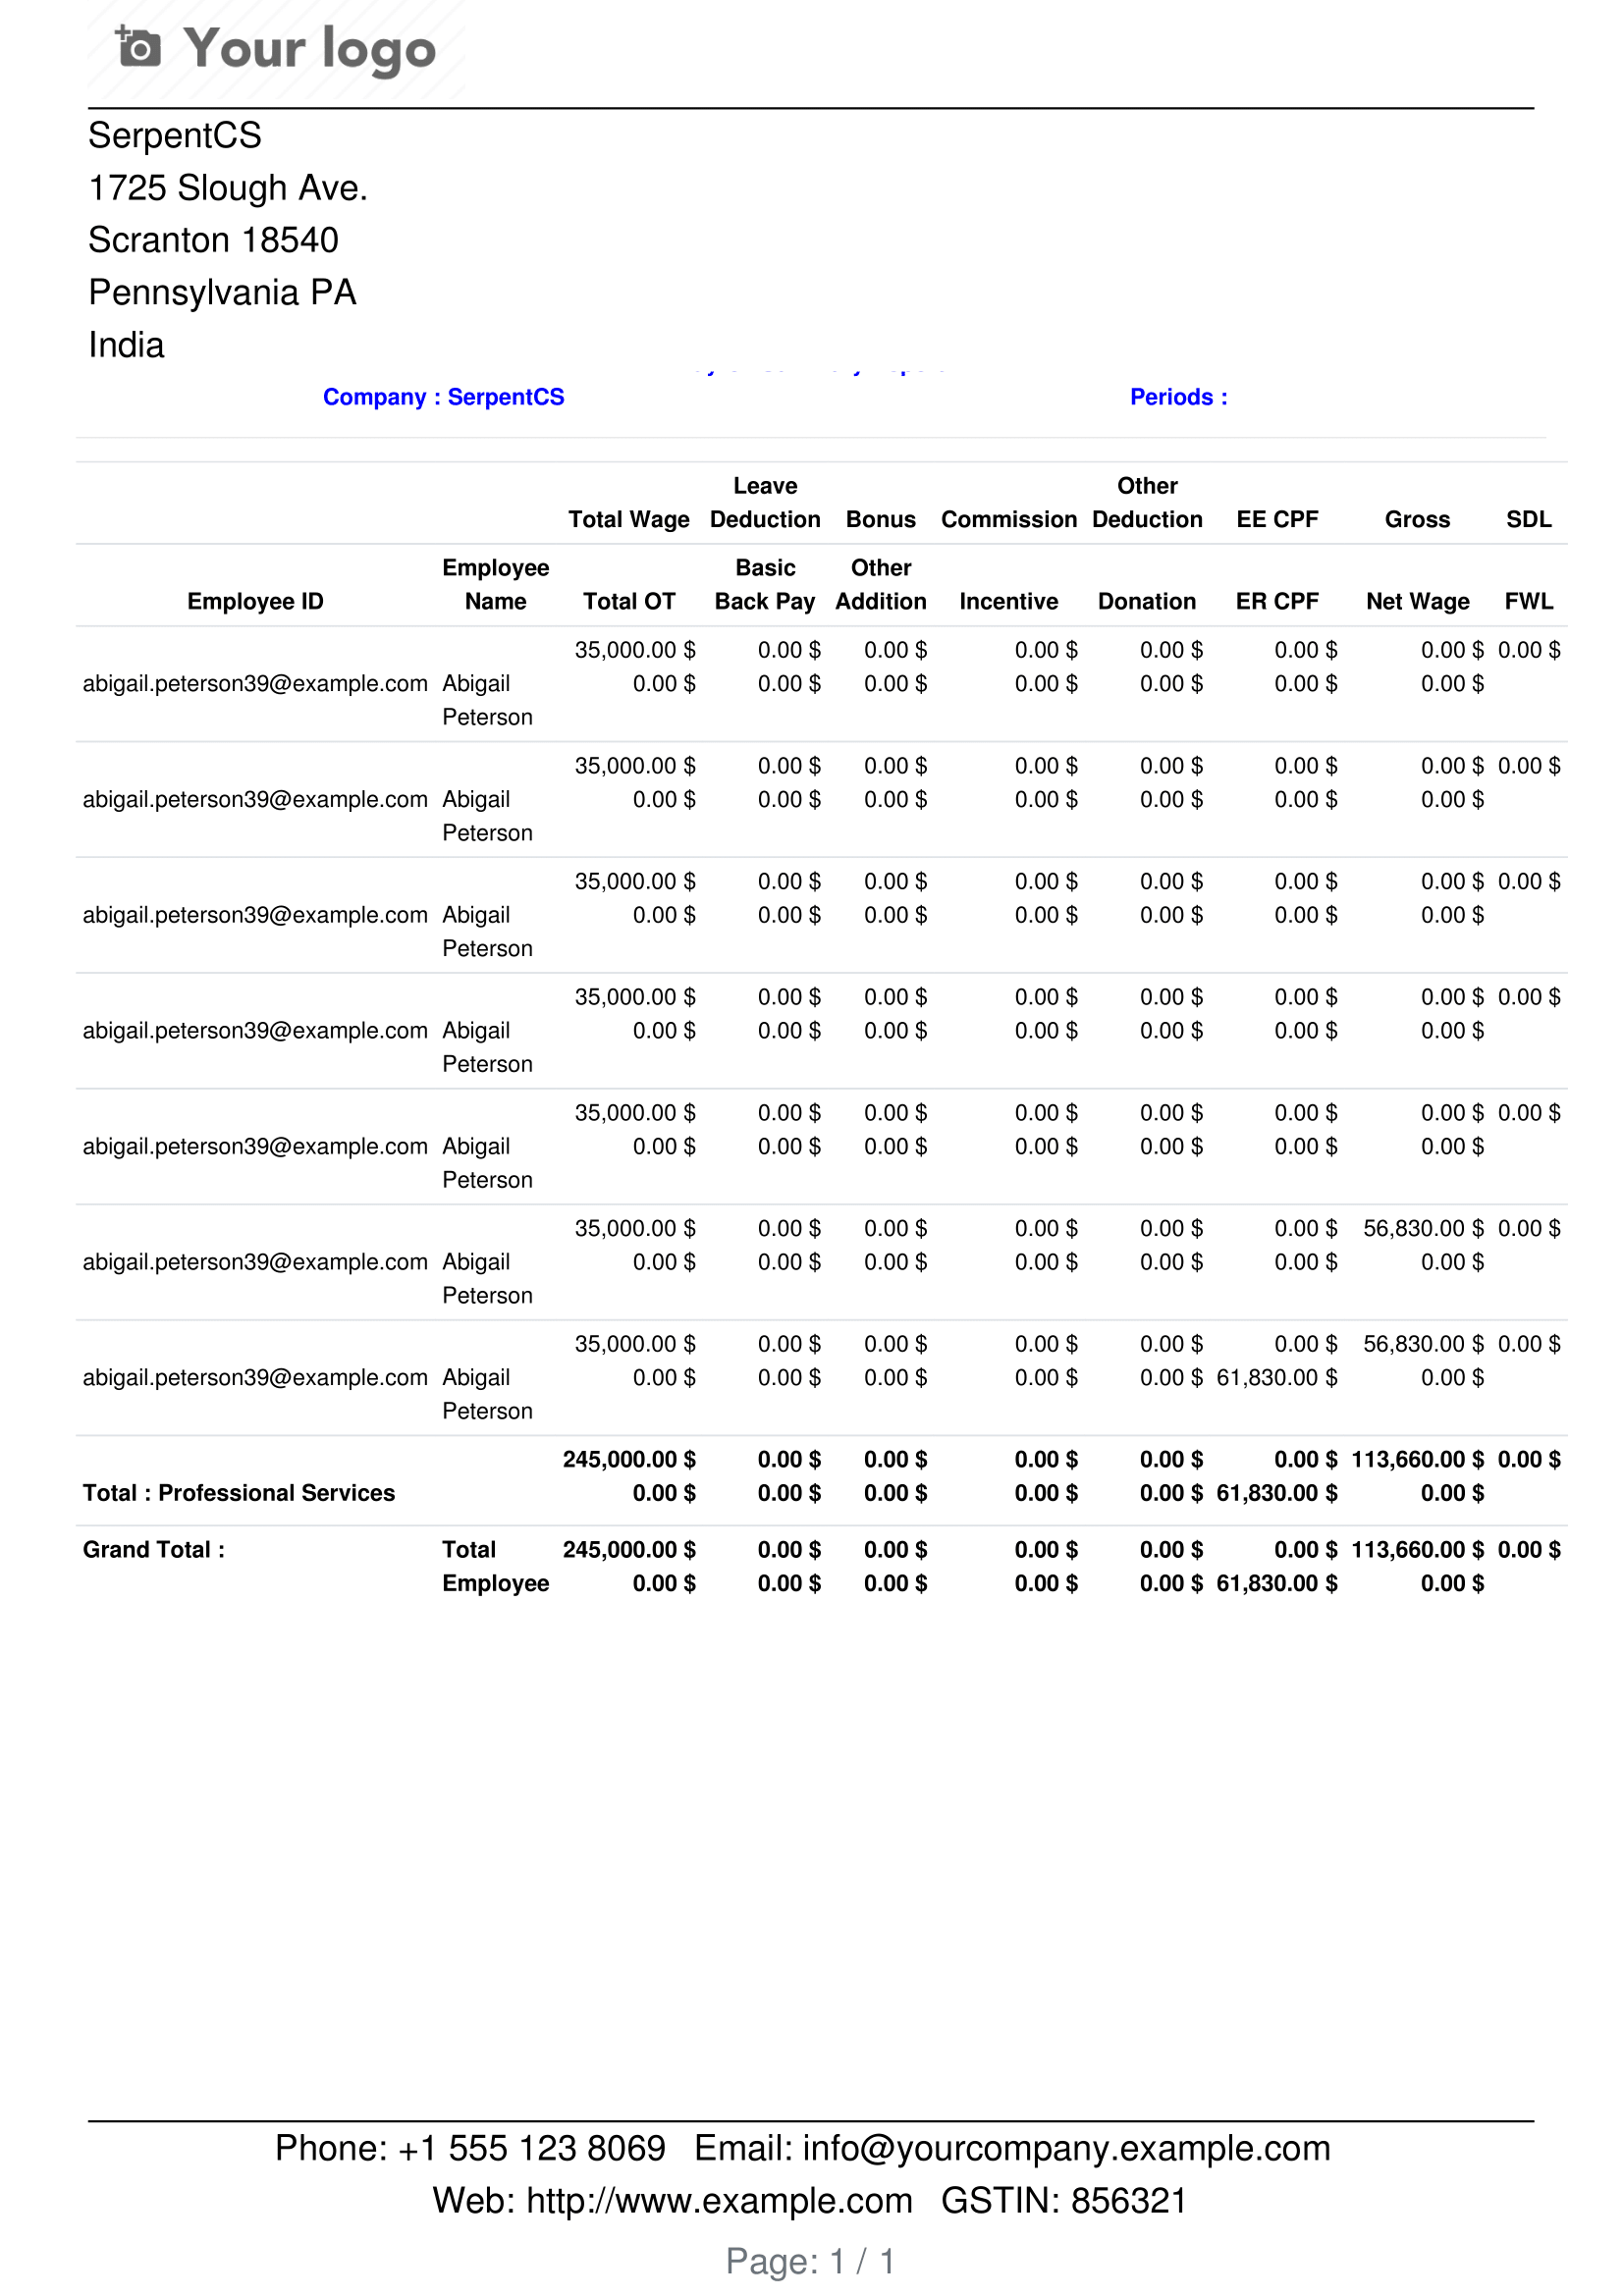 Your logo
SerpentCS
1725 Slough Ave.
Scranton 18540
Pennsylvania PA
India
Company : SerpentCS Periods :
Leave Other
Total Wage Deduction Bonus Commission Deduction EE CPF Gross SDL
Employee Basic Other
Employee ID Name Total OT Back Pay Addition Incentive Donation ER CPF Net Wage FWL
35,000.00 $ 0.00 $ 0.00 $ 0.00 $ 0.00 $ 0.00 $ 0.00 $ 0.00 $
abigail.peterson39@example.com Abigail 0.00 $ 0.00 $ 0.00 $ 0.00 $ 0.00 $ 0.00 $ 0.00 $
Peterson
35,000.00 $ 0.00 $ 0.00 $ 0.00 $ 0.00 $ 0.00 $ 0.00 $ 0.00 $
abigail.peterson39@example.com Abigail 0.00 $ 0.00 $ 0.00 $ 0.00 $ 0.00 $ 0.00 $ 0.00 $
Peterson
35,000.00 $ 0.00 $ 0.00 $ 0.00 $ 0.00 $ 0.00 $ 0.00 $ 0.00 $
abigail.peterson39@example.com Abigail 0.00 $ 0.00 $ 0.00 $ 0.00 $ 0.00 $ 0.00 $ 0.00 $
Peterson
35,000.00 $ 0.00 $ 0.00 $ 0.00 $ 0.00 $ 0.00 $ 0.00 $ 0.00 $
abigail.peterson39@example.com Abigail 0.00 $ 0.00 $ 0.00 $ 0.00 $ 0.00 $ 0.00 $ 0.00 $
Peterson
35,000.00 $ 0.00 $ 0.00 $ 0.00 $ 0.00 $ 0.00 $ 0.00 $ 0.00 $
abigail.peterson39@example.com Abigail 0.00 $ 0.00 $ 0.00 $ 0.00 $ 0.00 $ 0.00 $ 0.00 $
Peterson
35,000.00 $ 0.00 $ 0.00 $ 0.00 $ 0.00 $ 0.00 $ 56,830.00 $ 0.00 $
abigail.peterson39@example.com Abigail 0.00 $ 0.00 $ 0.00 $ 0.00 $ 0.00 $ 0.00 $ 0.00 $
Peterson
35,000.00 $ 0.00 $ 0.00 $ 0.00 $ 0.00 $ 0.00 $ 56,830.00 $ 0.00 $
abigail.peterson39@example.com Abigail 0.00 $ 0.00 $ 0.00 $ 0.00 $ 0.00 $ 61,830.00 $ 0.00 $
Peterson
245,000.00 $ 0.00 $ 0.00 $ 0.00 $ 0.00 $ 0.00 $ 113,660.00 $ 0.00 $
Total : Professional Services 0.00 $ 0.00 $ 0.00 $ 0.00 $ 0.00 $ 61,830.00 $ 0.00 $
Grand Total : Total 245,000.00 $ 0.00 $ 0.00 $ 0.00 $ 0.00 $ 0.00 $ 113,660.00 $ 0.00 $
Employee 0.00 $ 0.00 $ 0.00 $ 0.00 $ 0.00 $ 61,830.00 $ 0.00 $
Phone: +1 555 123 8069 Email: info@yourcompany.example.com
Web: http://www.example.com GSTIN: 856321
Page: 1 / 1